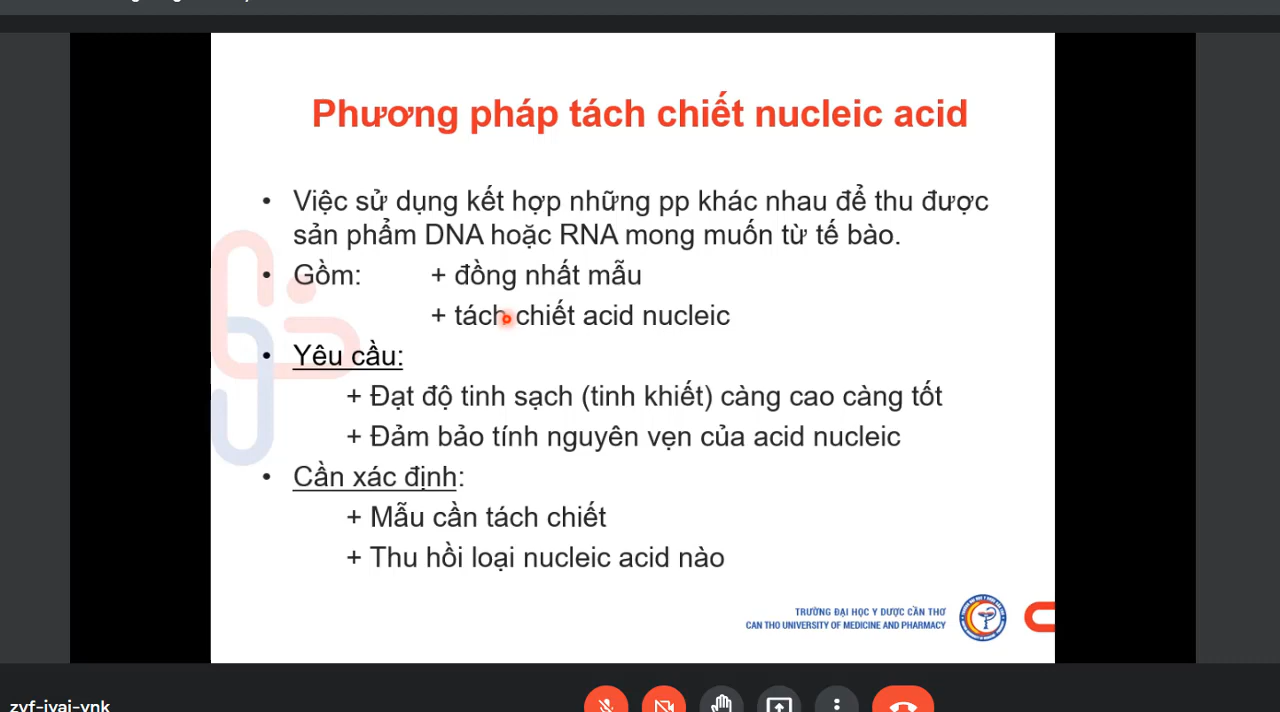 Phương pháp tách chiết nucleic acid
• Việc sử dụng kết hợp những pp khác nhau để thu được
sản phẩm DNA hoặc RNA mong muốn từ tế bào.
• Gồm: + đồng nhất mẫu
+ tách chiết acid nucleic
• Yêu cầu:
+ Đạt độ tinh sạch (tinh khiết) càng cao càng tốt
+ Đảm bảo tính nguyên vẹn của acid nucleic
• Cần xác định:
+ Mẫu cần tách chiết
+ Thu hồi loại nucleic acid nào
TRƯỜNG ĐẠI HỌC Y DƯỢC CẦN THƠ
CAN THO UNIVERSITY OF MEDICINE AND PHARMACY